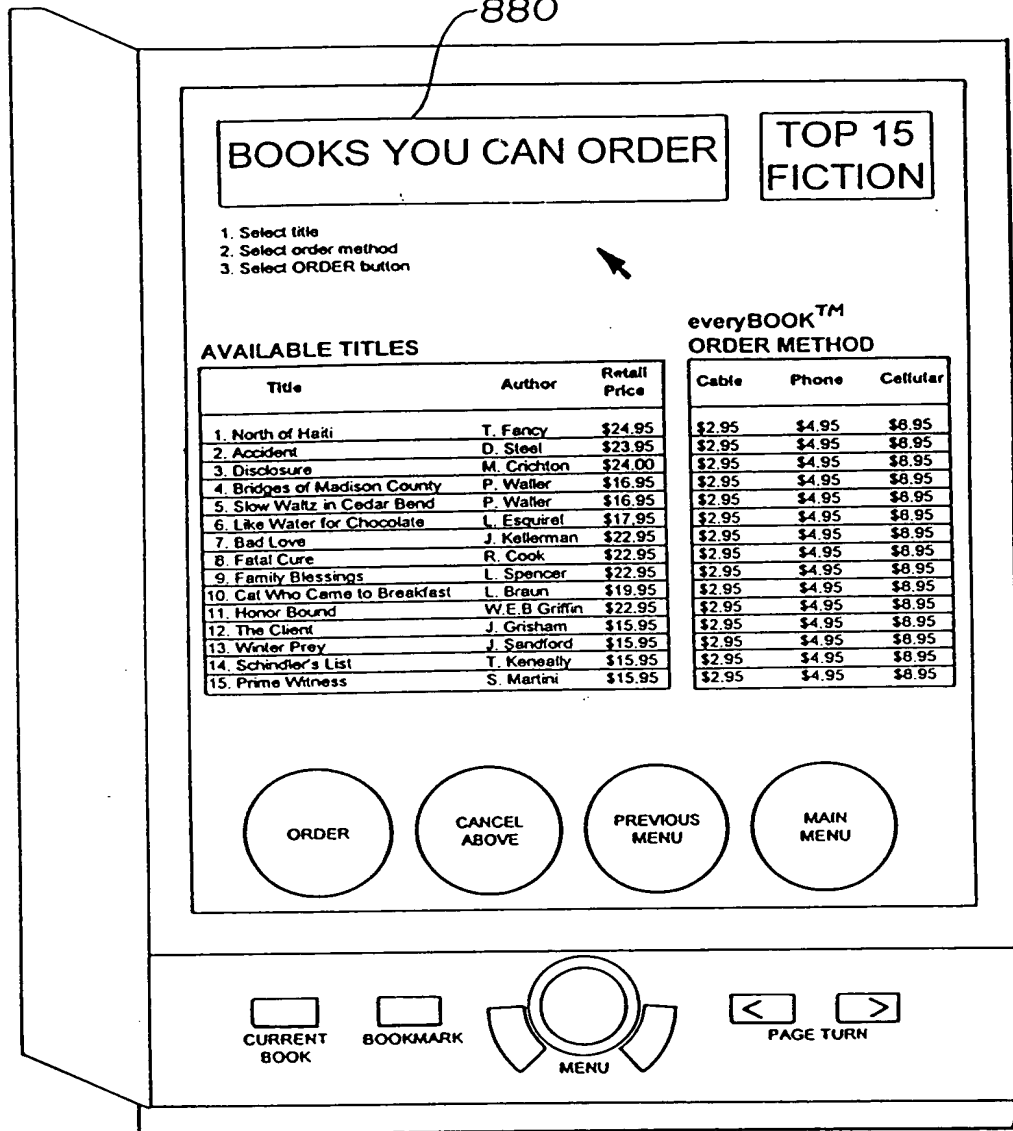 880
BOOKS YOU CAN ORDER
TOP 15
FICTION
1. Select title
2. Select order method
3. Select ORDER button
everyBOOK™
ORDER METHOD
AVAILABLE TITLES
Title Author Retail Price
Cable Phone Cellular
1. North of Haiti T. Fancy $24.95 $2.95 $4.95 $8.95
2. Accident D. Steel $23.95 $2.95 $4.95 $8.95
3. Disclosure M. Crichton $24.00 $2.95 $4.95 $8.95
4. Bridges of Madison County P. Waller $16.95 $2.95 $4.95 $8.95
5. Slow Waltz in Cedar Bend P. Waller $16.95 $2.95 $4.95 $8.95
6. Like Water for Chocolate L. Esquirel $17.95 $2.95 $4.95 $8.95
7. Bad Love J. Kellerman $22.95 $2.95 $4.95 $8.95
8. Fatal Cure R. Cook $22.95 $2.95 $4.95 $8.95
9. Family Blessings L. Spencer $22.95 $2.95 $4.95 $8.95
10. Cat Who Came to Breakfast L. Braun $19.95 $2.95 $4.95 $8.95
11. Honor Bound W.E.B Griffin $22.95 $2.95 $4.95 $8.95
12. The Client J. Grisham $15.95 $2.95 $4.95 $8.95
13. Winter Prey J. Sandford $15.95 $2.95 $4.95 $8.95
14. Schindler's List T. Keneally $15.95 $2.95 $4.95 $8.95
15. Prime Witness S. Martini $15.95 $2.95 $4.95 $8.95
ORDER
CANCEL
ABOVE
PREVIOUS
MENU
MAIN
MENU
< >
CURRENT
BOOK
BOOKMARK
MENU
PAGE TURN